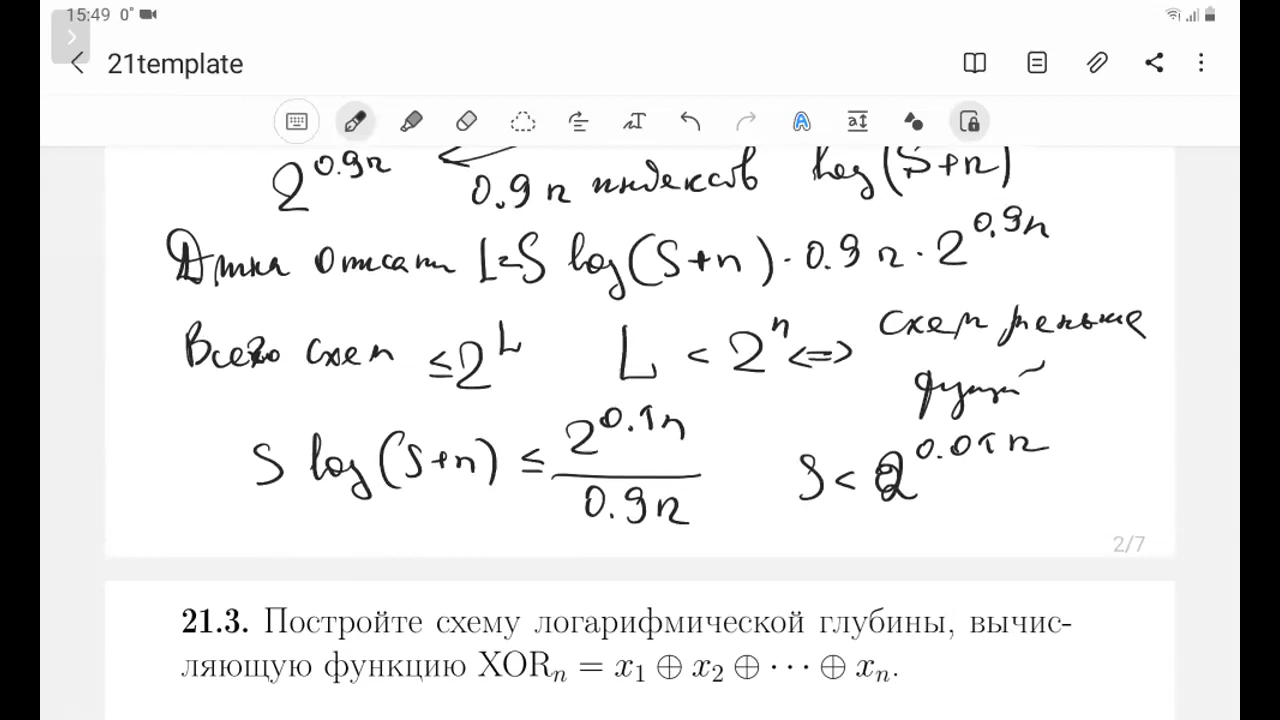 15:49 0°
21template
2^{0.9n} ← 0.9n индексов log(S+n)
Длина описат L=S log(S+n)·0.9n·2^{0.9n}
Всего схем ≤2^L L < 2^n <=> схем меньше
функций
S log(S+n) ≤ 2^{0.1n} / 0.9n S < 2^{0.01n}
2/7
21.3. Постройте схему логарифмической глубины, вычис-
ляющую функцию XOR_n = x_1 ⊕ x_2 ⊕ ··· ⊕ x_n.